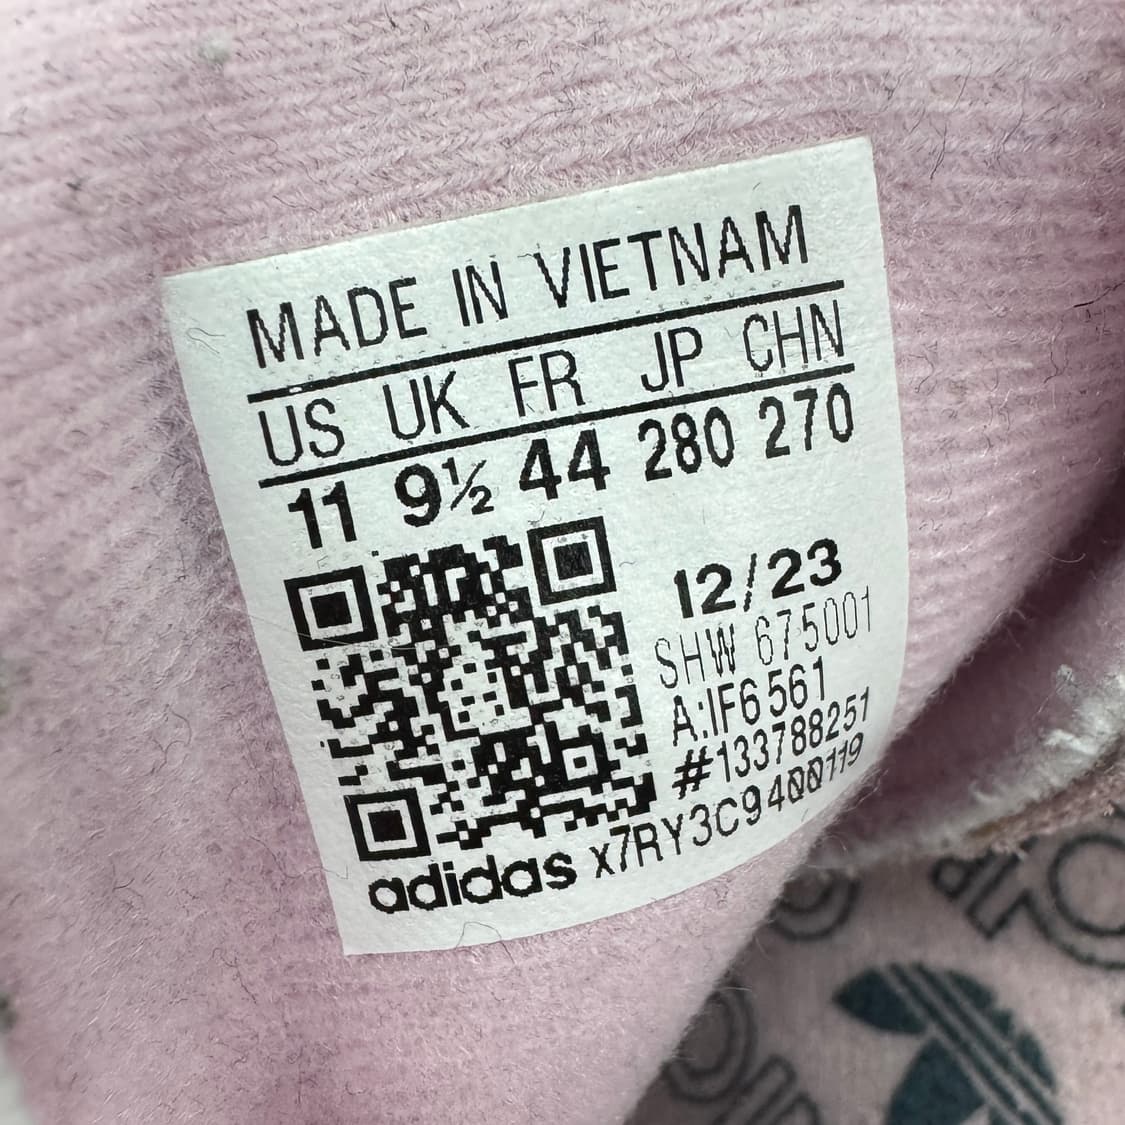 MADE IN VIETNAM
US UK FR JP CHN
11 9½ 44 280 270
12/23
SHW 675001
A:IF6561
#133788251
adidas x7RY3C9400119